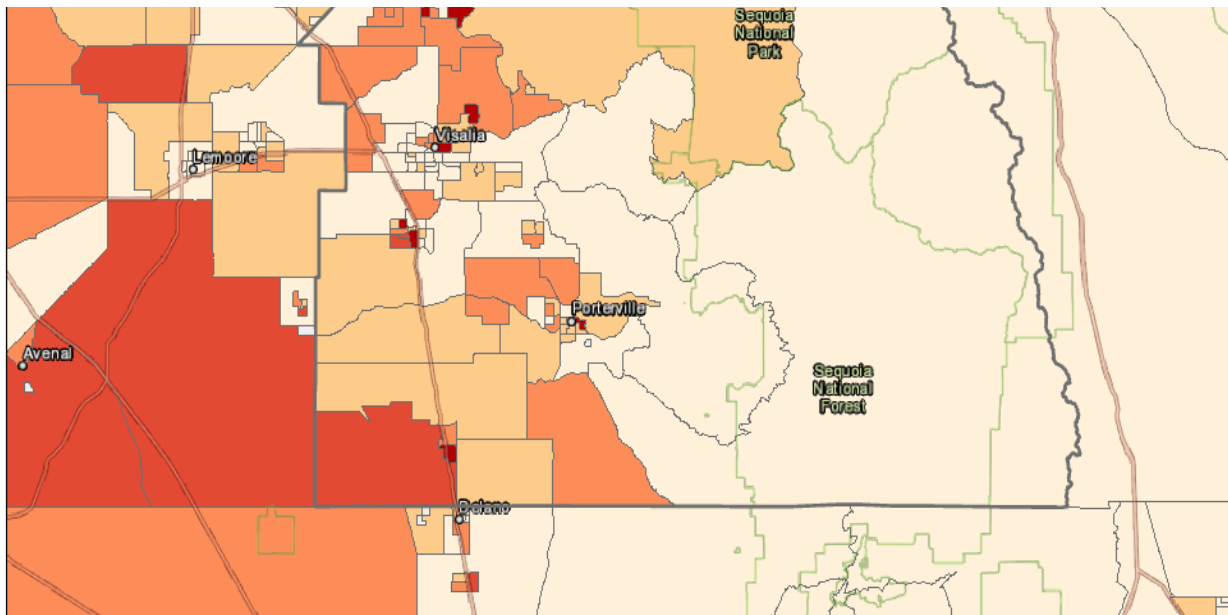 Sequoia
National
Park
Visalia
Lemoore
Porterville
Avenal
Sequoia
National
Forest
Delano